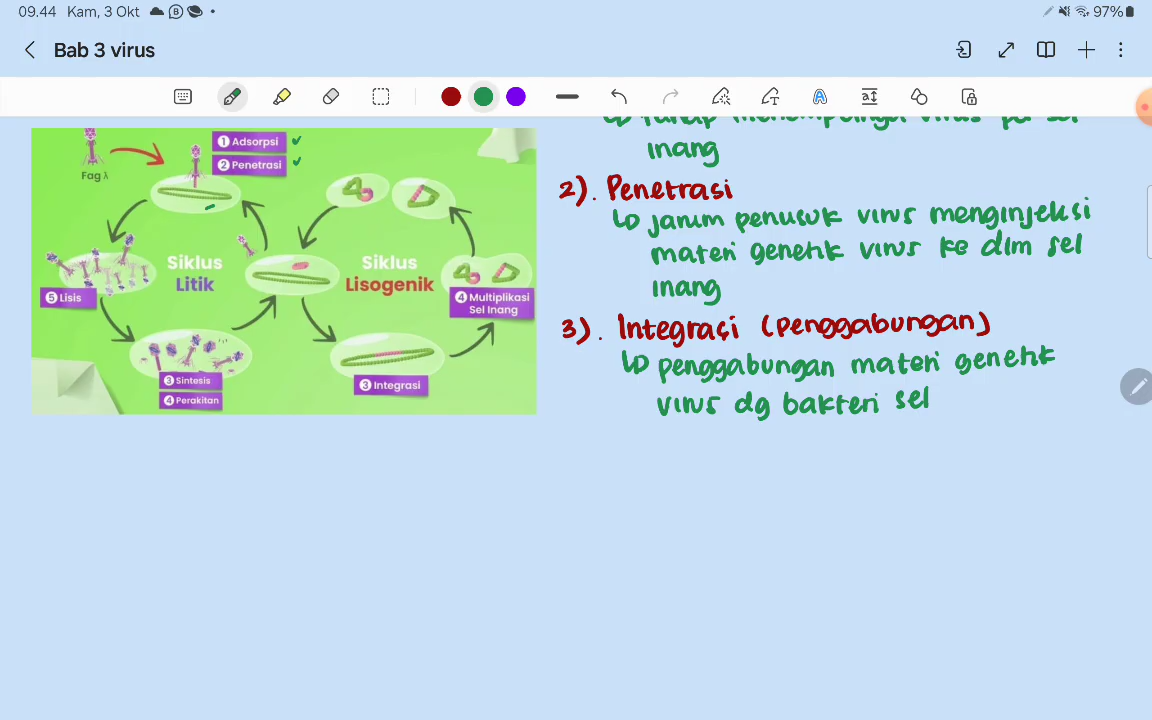 09.44 Kam, 3 Okt
97%
Bab 3 virus
1 Adsorpsi
2 Penetrasi
Fag λ
Siklus
Litik
Siklus
Lisogenik
5 Lisis
4 Multiplikasi
Sel Inang
3 Sintesis
4 Perakitan
3 Integrasi
inang
2). Penetrasi
↳ jarum penusuk virus menginjeksi
materi genetik virus ke dlm sel
inang
3). Integrasi (penggabungan)
↳ penggabungan materi genetik
virus dg bakteri sel